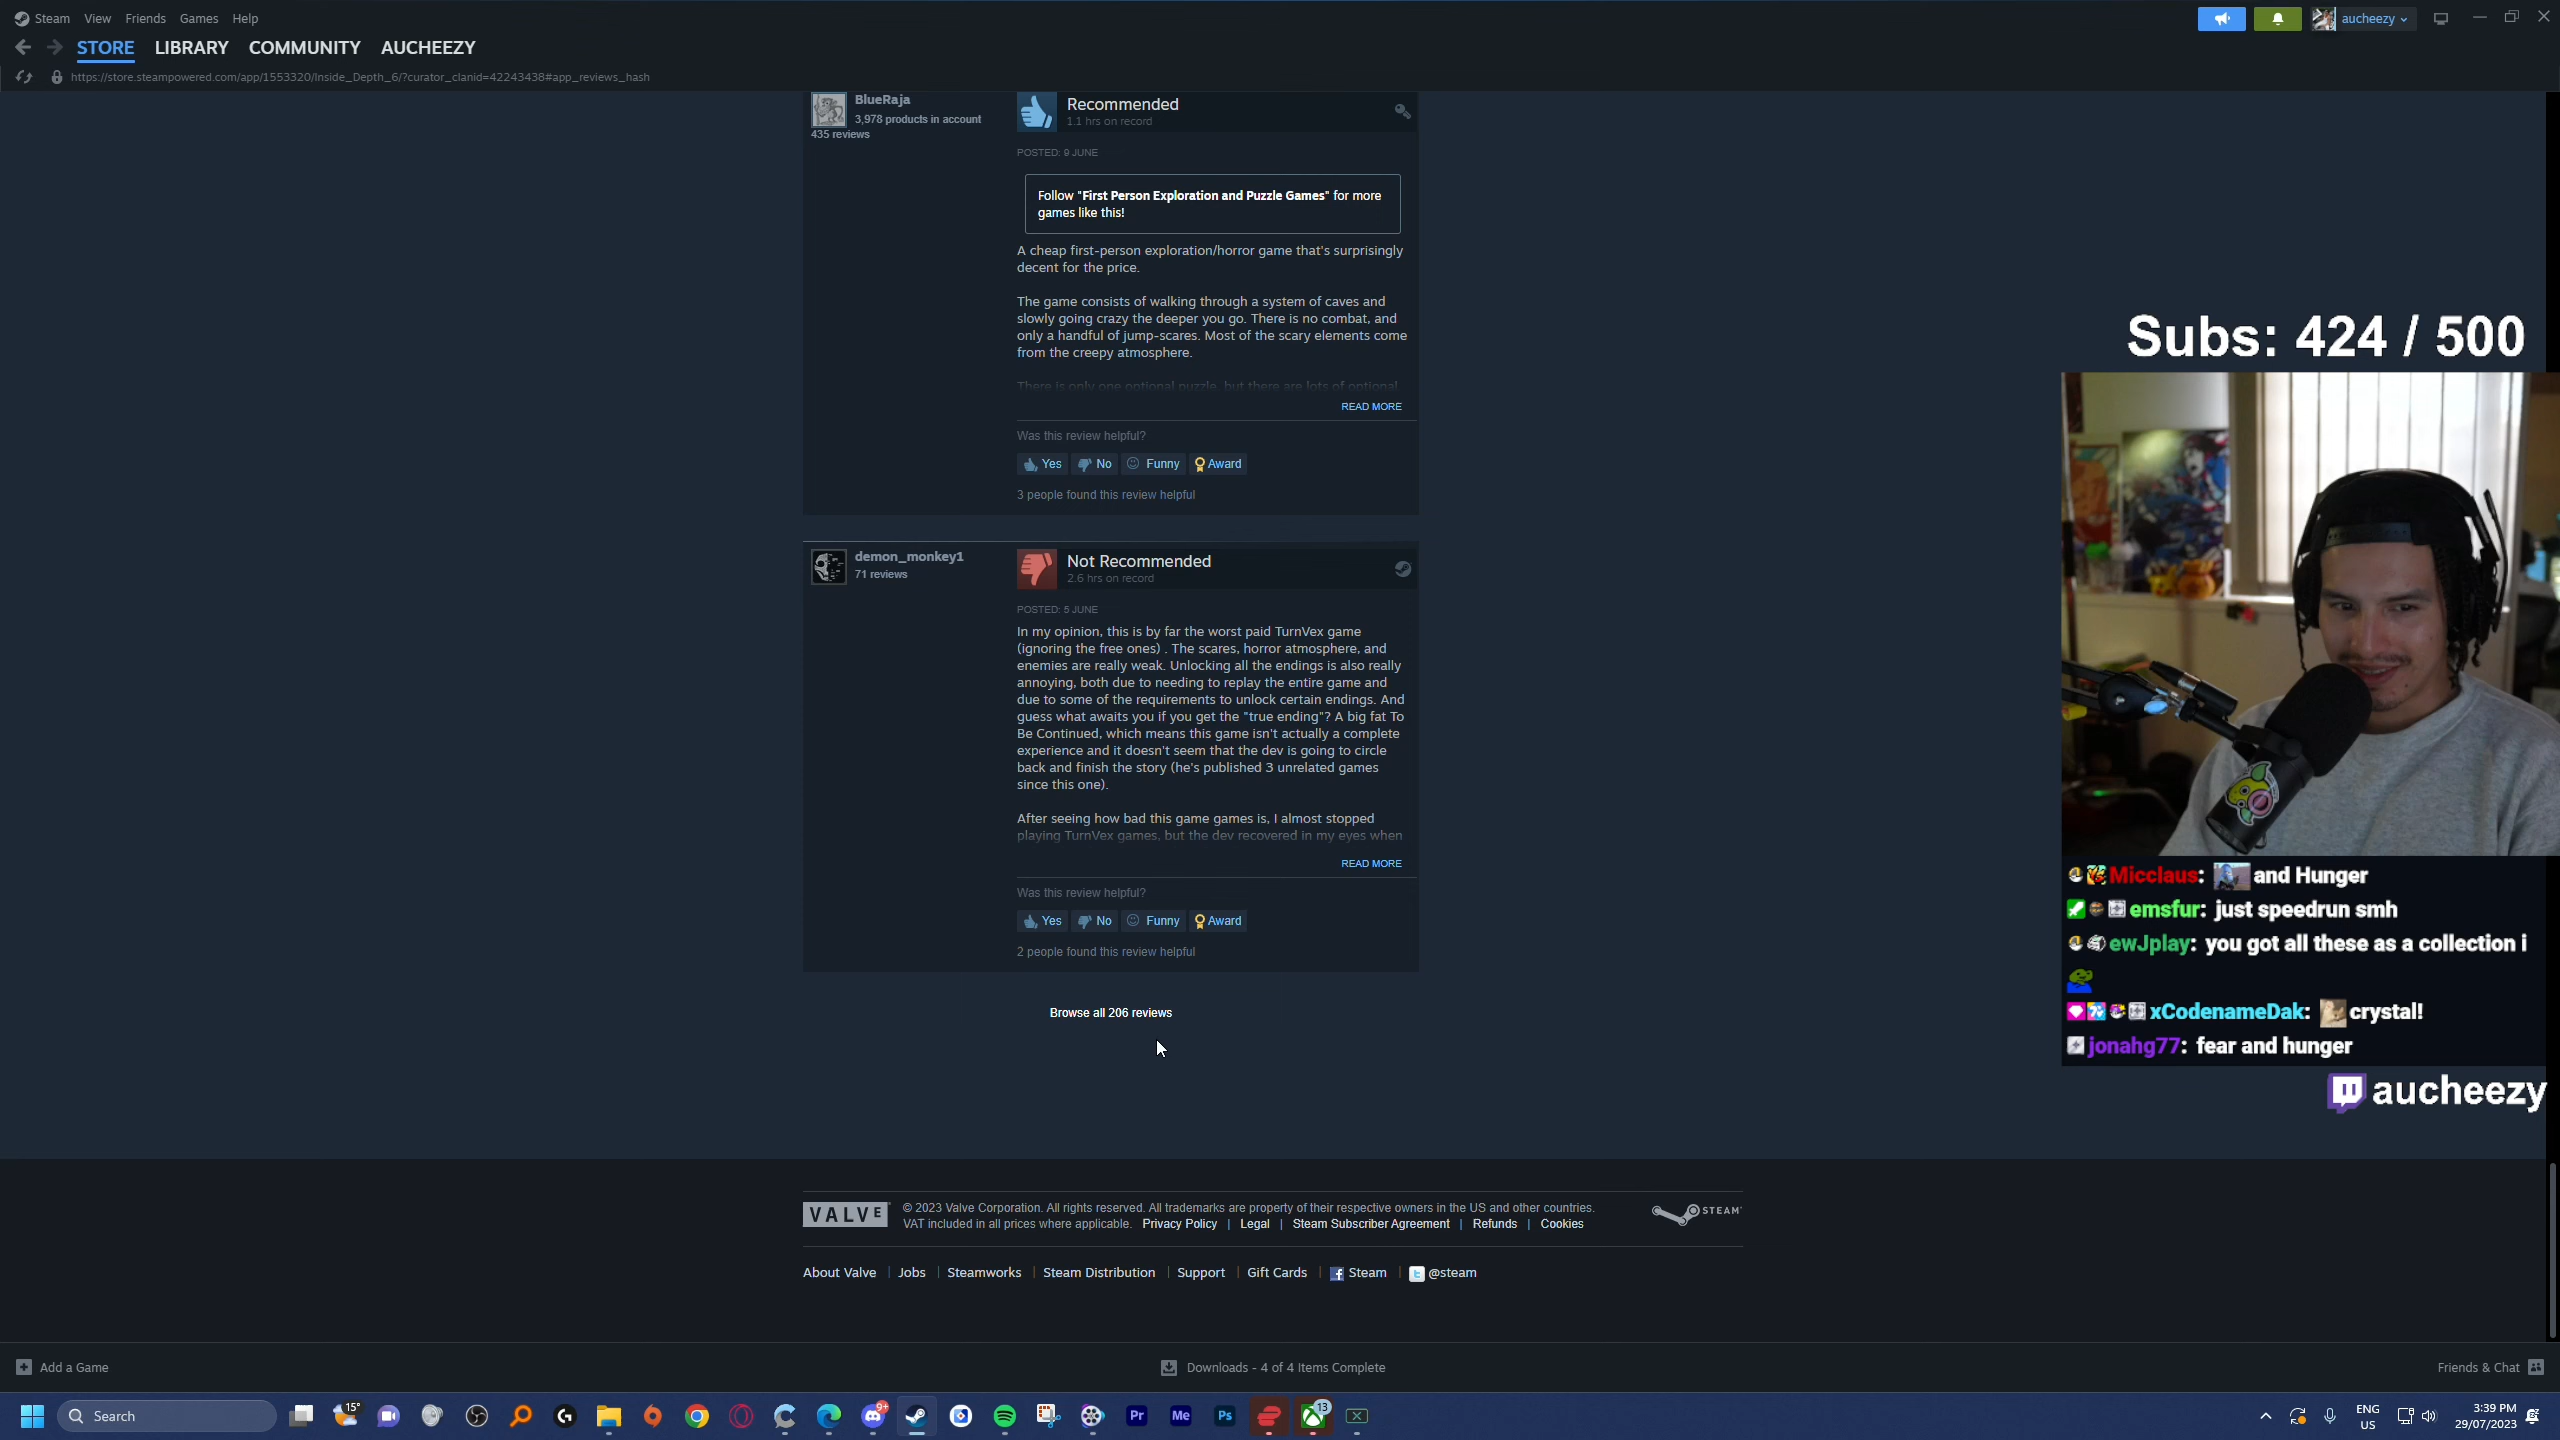 Steam View Friends Games Help
aucheezy
STORE LIBRARY COMMUNITY AUCHEEZY
https://store.steampowered.com/app/1553320/Inside_Depth_6/?curator_clanid=42243438#app_reviews_hash
BlueRaja
3,978 products in account
435 reviews
Recommended
1.1 hrs on record
POSTED: 9 JUNE
Follow "First Person Exploration and Puzzle Games" for more
games like this!
A cheap first-person exploration/horror game that's surprisingly
decent for the price.
The game consists of walking through a system of caves and
slowly going crazy the deeper you go. There is no combat, and
only a handful of jump-scares. Most of the scary elements come
from the creepy atmosphere.
There is only one optional puzzle, but there are lots of optional
READ MORE
Was this review helpful?
Yes No Funny Award
3 people found this review helpful
demon_monkey1
71 reviews
Not Recommended
2.6 hrs on record
POSTED: 5 JUNE
In my opinion, this is by far the worst paid TurnVex game
(ignoring the free ones) . The scares, horror atmosphere, and
enemies are really weak. Unlocking all the endings is also really
annoying, both due to needing to replay the entire game and
due to some of the requirements to unlock certain endings. And
guess what awaits you if you get the "true ending"? A big fat To
Be Continued, which means this game isn't actually a complete
experience and it doesn't seem that the dev is going to circle
back and finish the story (he's published 3 unrelated games
since this one).
After seeing how bad this game games is, I almost stopped
playing TurnVex games, but the dev recovered in my eyes when
READ MORE
Was this review helpful?
Yes No Funny Award
2 people found this review helpful
Browse all 206 reviews
Subs: 424 / 500
Micclaus: and Hunger
emsfur: just speedrun smh
ewJplay: you got all these as a collection i
xCodenameDak: crystal!
jonahg77: fear and hunger
aucheezy
VALVE
© 2023 Valve Corporation. All rights reserved. All trademarks are property of their respective owners in the US and other countries.
VAT included in all prices where applicable. Privacy Policy | Legal | Steam Subscriber Agreement | Refunds | Cookies
STEAM
About Valve | Jobs | Steamworks | Steam Distribution | Support | Gift Cards | Steam | @steam
Add a Game
Downloads - 4 of 4 Items Complete
Friends & Chat
Search
15°
9+
Pr
Me
Ps
13
ENG
US
3:39 PM
29/07/2023